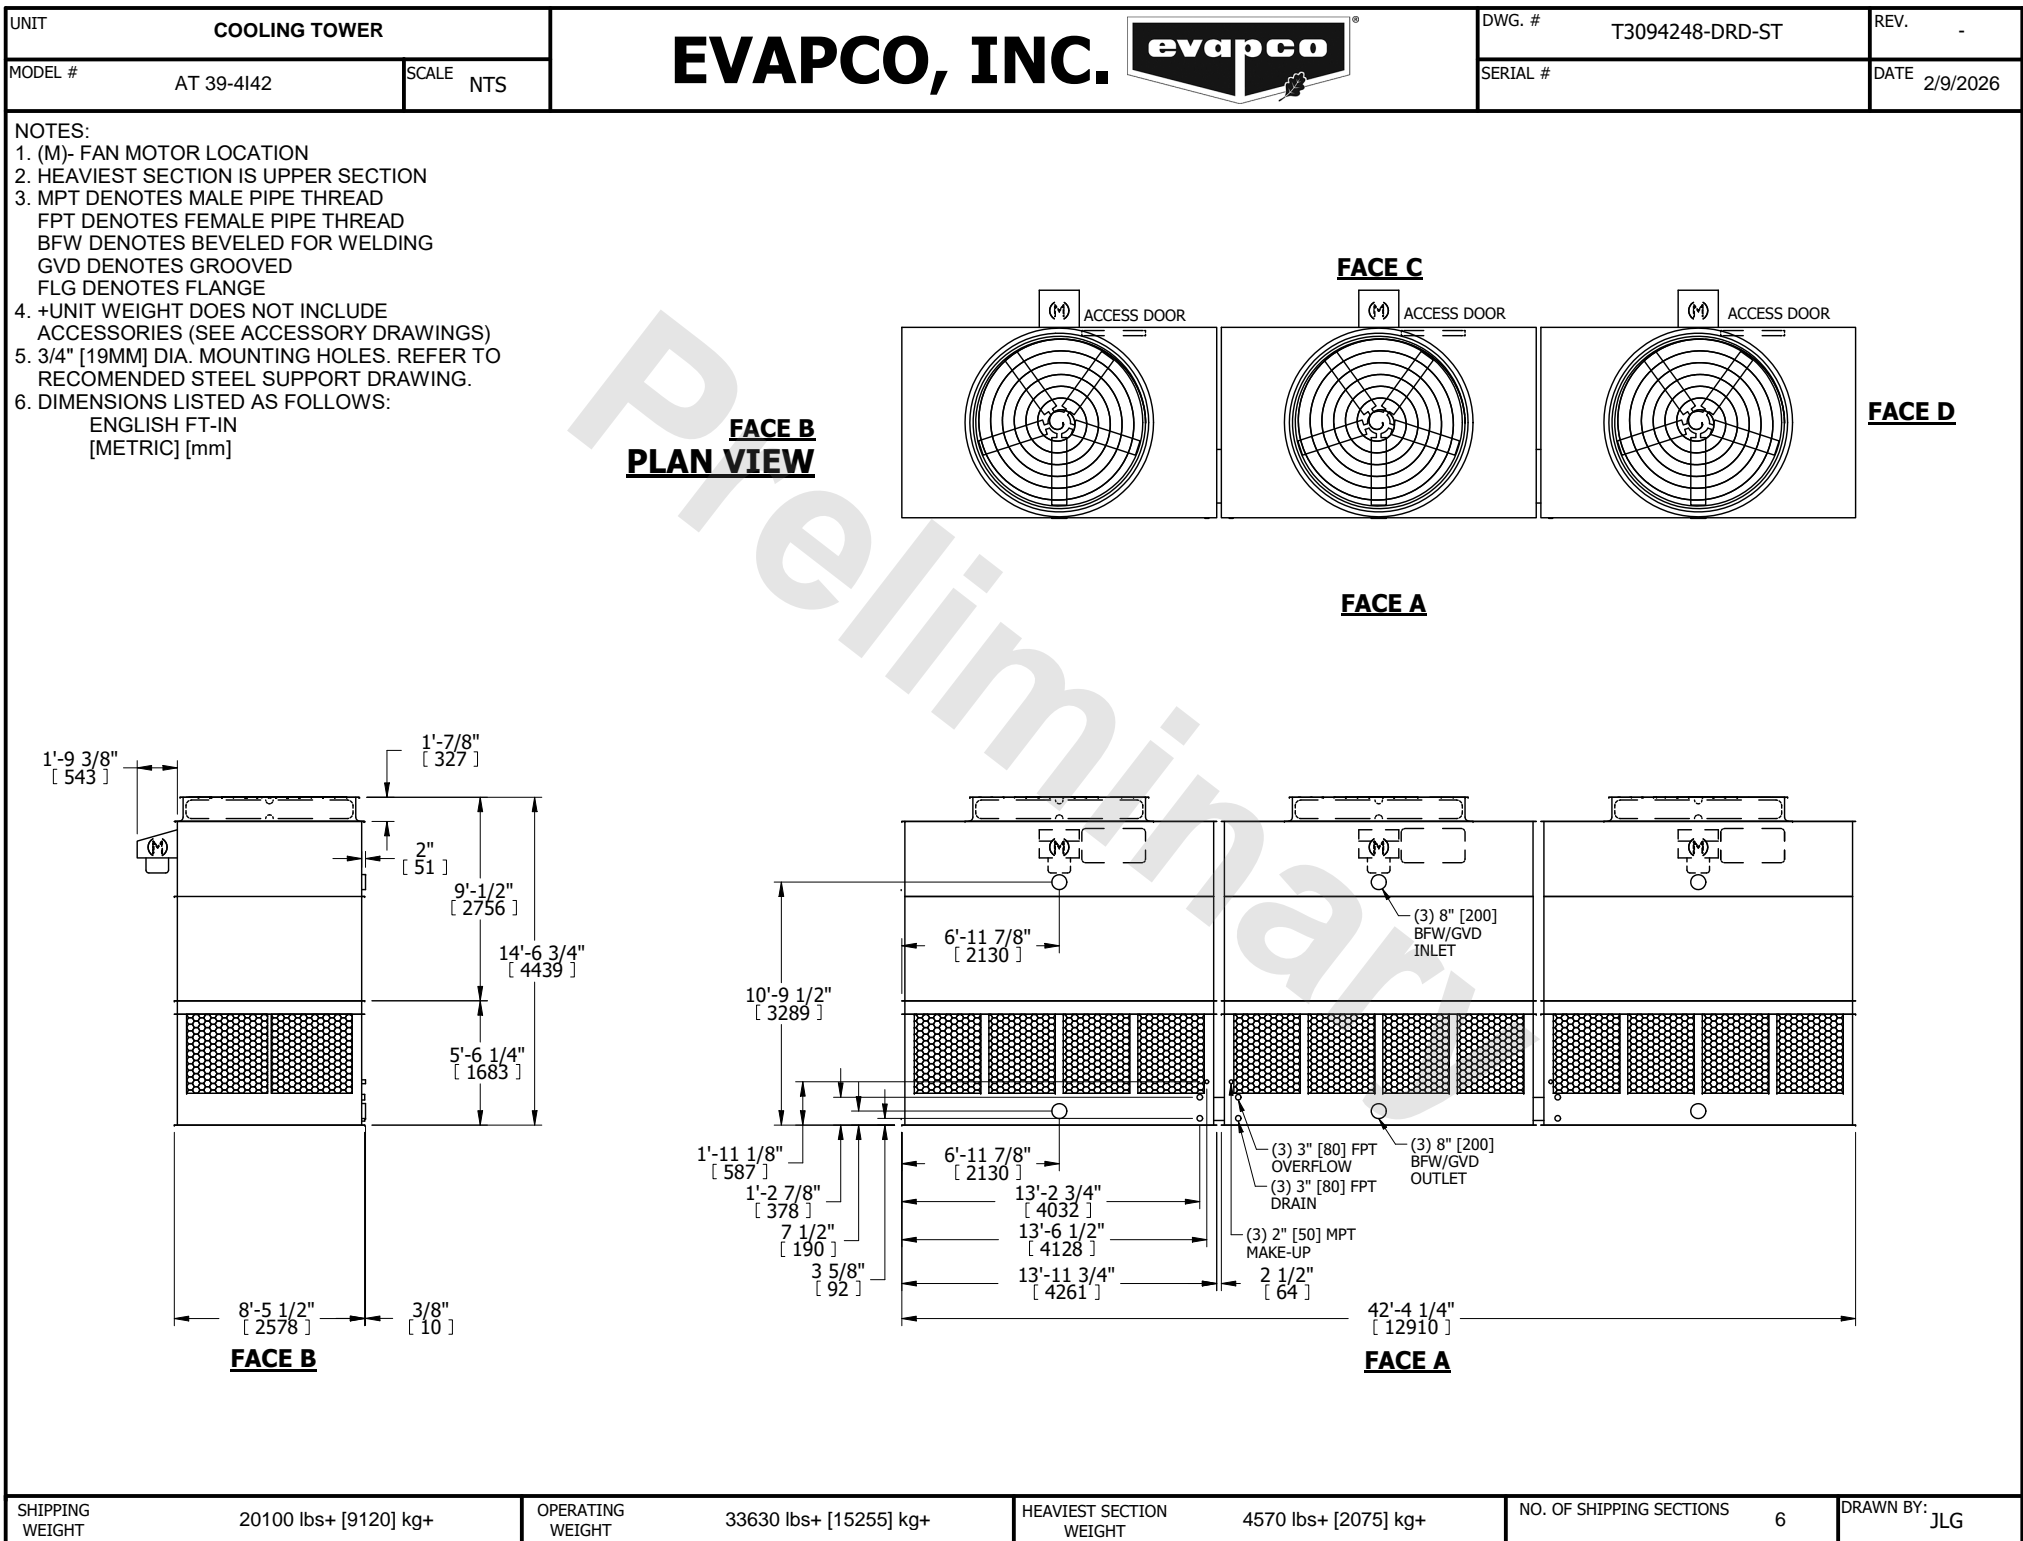 UNIT
COOLING TOWER
MODEL #
AT 39-4I42
SCALE
NTS
EVAPCO, INC.
evapco
®
DWG. #
T3094248-DRD-ST
REV.
-
SERIAL #
DATE
2/9/2026
NOTES:
1. (M)- FAN MOTOR LOCATION
2. HEAVIEST SECTION IS UPPER SECTION
3. MPT DENOTES MALE PIPE THREAD
FPT DENOTES FEMALE PIPE THREAD
BFW DENOTES BEVELED FOR WELDING
GVD DENOTES GROOVED
FLG DENOTES FLANGE
4. +UNIT WEIGHT DOES NOT INCLUDE
ACCESSORIES (SEE ACCESSORY DRAWINGS)
5. 3/4" [19MM] DIA. MOUNTING HOLES. REFER TO
RECOMENDED STEEL SUPPORT DRAWING.
6. DIMENSIONS LISTED AS FOLLOWS:
ENGLISH FT-IN
[METRIC] [mm]
Preliminary
FACE C
(M)
ACCESS DOOR
(M)
ACCESS DOOR
(M)
ACCESS DOOR
FACE B
PLAN VIEW
FACE D
FACE A
1'-9 3/8"
[ 543 ]
1'-7/8"
[ 327 ]
(M)
2"
[ 51 ]
9'-1/2"
[ 2756 ]
14'-6 3/4"
[ 4439 ]
5'-6 1/4"
[ 1683 ]
8'-5 1/2"
[ 2578 ]
3/8"
[ 10 ]
FACE B
(M)
(M)
(M)
(3) 8" [200]
BFW/GVD
INLET
6'-11 7/8"
[ 2130 ]
10'-9 1/2"
[ 3289 ]
1'-11 1/8"
[ 587 ]
1'-2 7/8"
[ 378 ]
7 1/2"
[ 190 ]
3 5/8"
[ 92 ]
6'-11 7/8"
[ 2130 ]
13'-2 3/4"
[ 4032 ]
13'-6 1/2"
[ 4128 ]
13'-11 3/4"
[ 4261 ]
2 1/2"
[ 64 ]
(3) 3" [80] FPT
OVERFLOW
(3) 3" [80] FPT
DRAIN
(3) 2" [50] MPT
MAKE-UP
(3) 8" [200]
BFW/GVD
OUTLET
42'-4 1/4"
[ 12910 ]
FACE A
SHIPPING
WEIGHT
20100 lbs+ [9120] kg+
OPERATING
WEIGHT
33630 lbs+ [15255] kg+
HEAVIEST SECTION
WEIGHT
4570 lbs+ [2075] kg+
NO. OF SHIPPING SECTIONS
6
DRAWN BY:
JLG